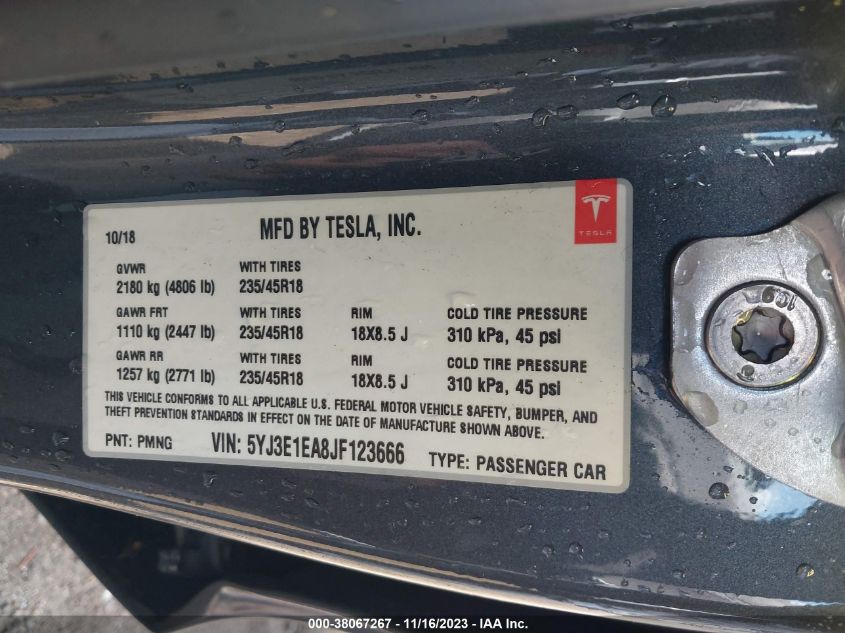 10/18 MFD BY TESLA, INC.
TESLA
GVWR WITH TIRES
2180 kg (4806 lb) 235/45R18
GAWR FRT WITH TIRES RIM COLD TIRE PRESSURE
1110 kg (2447 lb) 235/45R18 18X8.5 J 310 kPa, 45 psi
GAWR RR WITH TIRES RIM COLD TIRE PRESSURE
1257 kg (2771 lb) 235/45R18 18X8.5 J 310 kPa, 45 psi
THIS VEHICLE CONFORMS TO ALL APPLICABLE U.S. FEDERAL MOTOR VEHICLE SAFETY, BUMPER, AND
THEFT PREVENTION STANDARDS IN EFFECT ON THE DATE OF MANUFACTURE SHOWN ABOVE.
PNT: PMNG VIN: 5YJ3E1EA8JF123666 TYPE: PASSENGER CAR
10.9
000-38067267 - 11/16/2023 - IAA Inc.